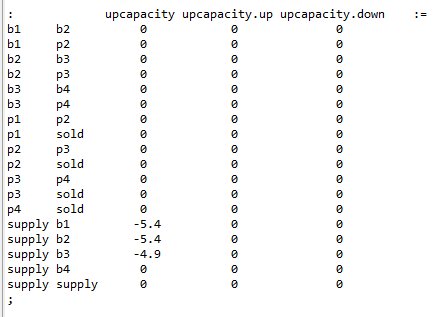 : upcapacity upcapacity.up upcapacity.down :=
b1 b2 0 0 0
b1 p2 0 0 0
b2 b3 0 0 0
b2 p3 0 0 0
b3 b4 0 0 0
b3 p4 0 0 0
p1 p2 0 0 0
p1 sold 0 0 0
p2 p3 0 0 0
p2 sold 0 0 0
p3 p4 0 0 0
p3 sold 0 0 0
p4 sold 0 0 0
supply b1 -5.4 0 0
supply b2 -5.4 0 0
supply b3 -4.9 0 0
supply b4 0 0 0
supply supply 0 0 0
;